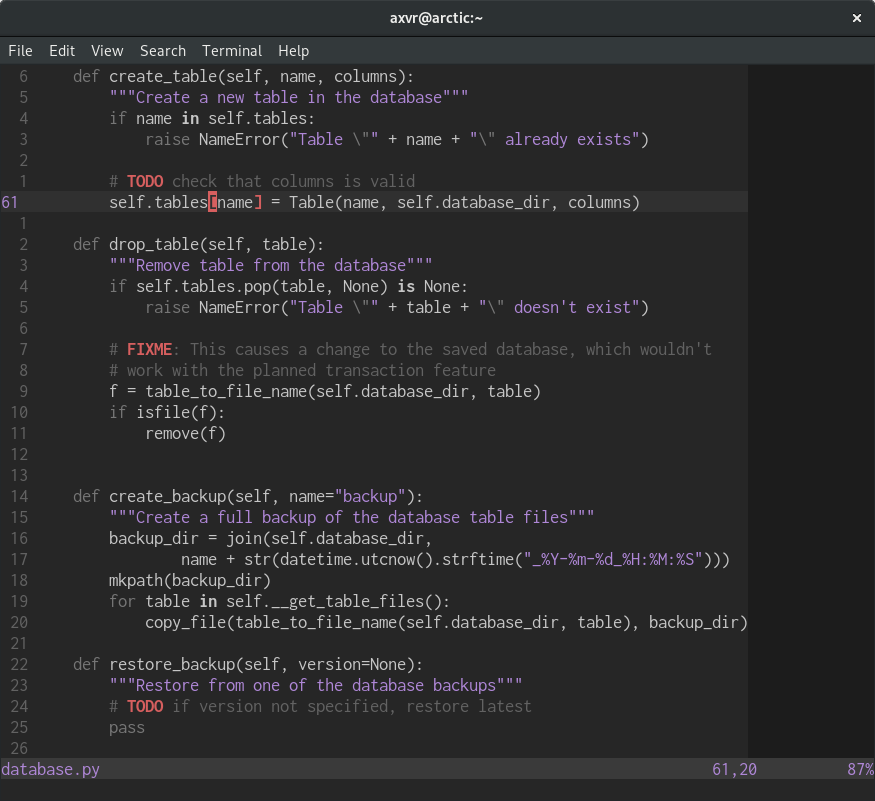 axvr@arctic:~ ×
File Edit View Search Terminal Help
6     def create_table(self, name, columns):
5         """Create a new table in the database"""
4         if name in self.tables:
3             raise NameError("Table \"" + name + "\" already exists")
2
1         # TODO check that columns is valid
61        self.tables[name] = Table(name, self.database_dir, columns)
1
2     def drop_table(self, table):
3         """Remove table from the database"""
4         if self.tables.pop(table, None) is None:
5             raise NameError("Table \"" + table + "\" doesn't exist")
6
7         # FIXME: This causes a change to the saved database, which wouldn't
8         # work with the planned transaction feature
9         f = table_to_file_name(self.database_dir, table)
10        if isfile(f):
11            remove(f)
12
13
14    def create_backup(self, name="backup"):
15        """Create a full backup of the database table files"""
16        backup_dir = join(self.database_dir,
17                name + str(datetime.utcnow().strftime("_%Y-%m-%d_%H:%M:%S")))
18        mkpath(backup_dir)
19        for table in self.__get_table_files():
20            copy_file(table_to_file_name(self.database_dir, table), backup_dir)
21
22    def restore_backup(self, version=None):
23        """Restore from one of the database backups"""
24        # TODO if version not specified, restore latest
25        pass
26
database.py 61,20 87%